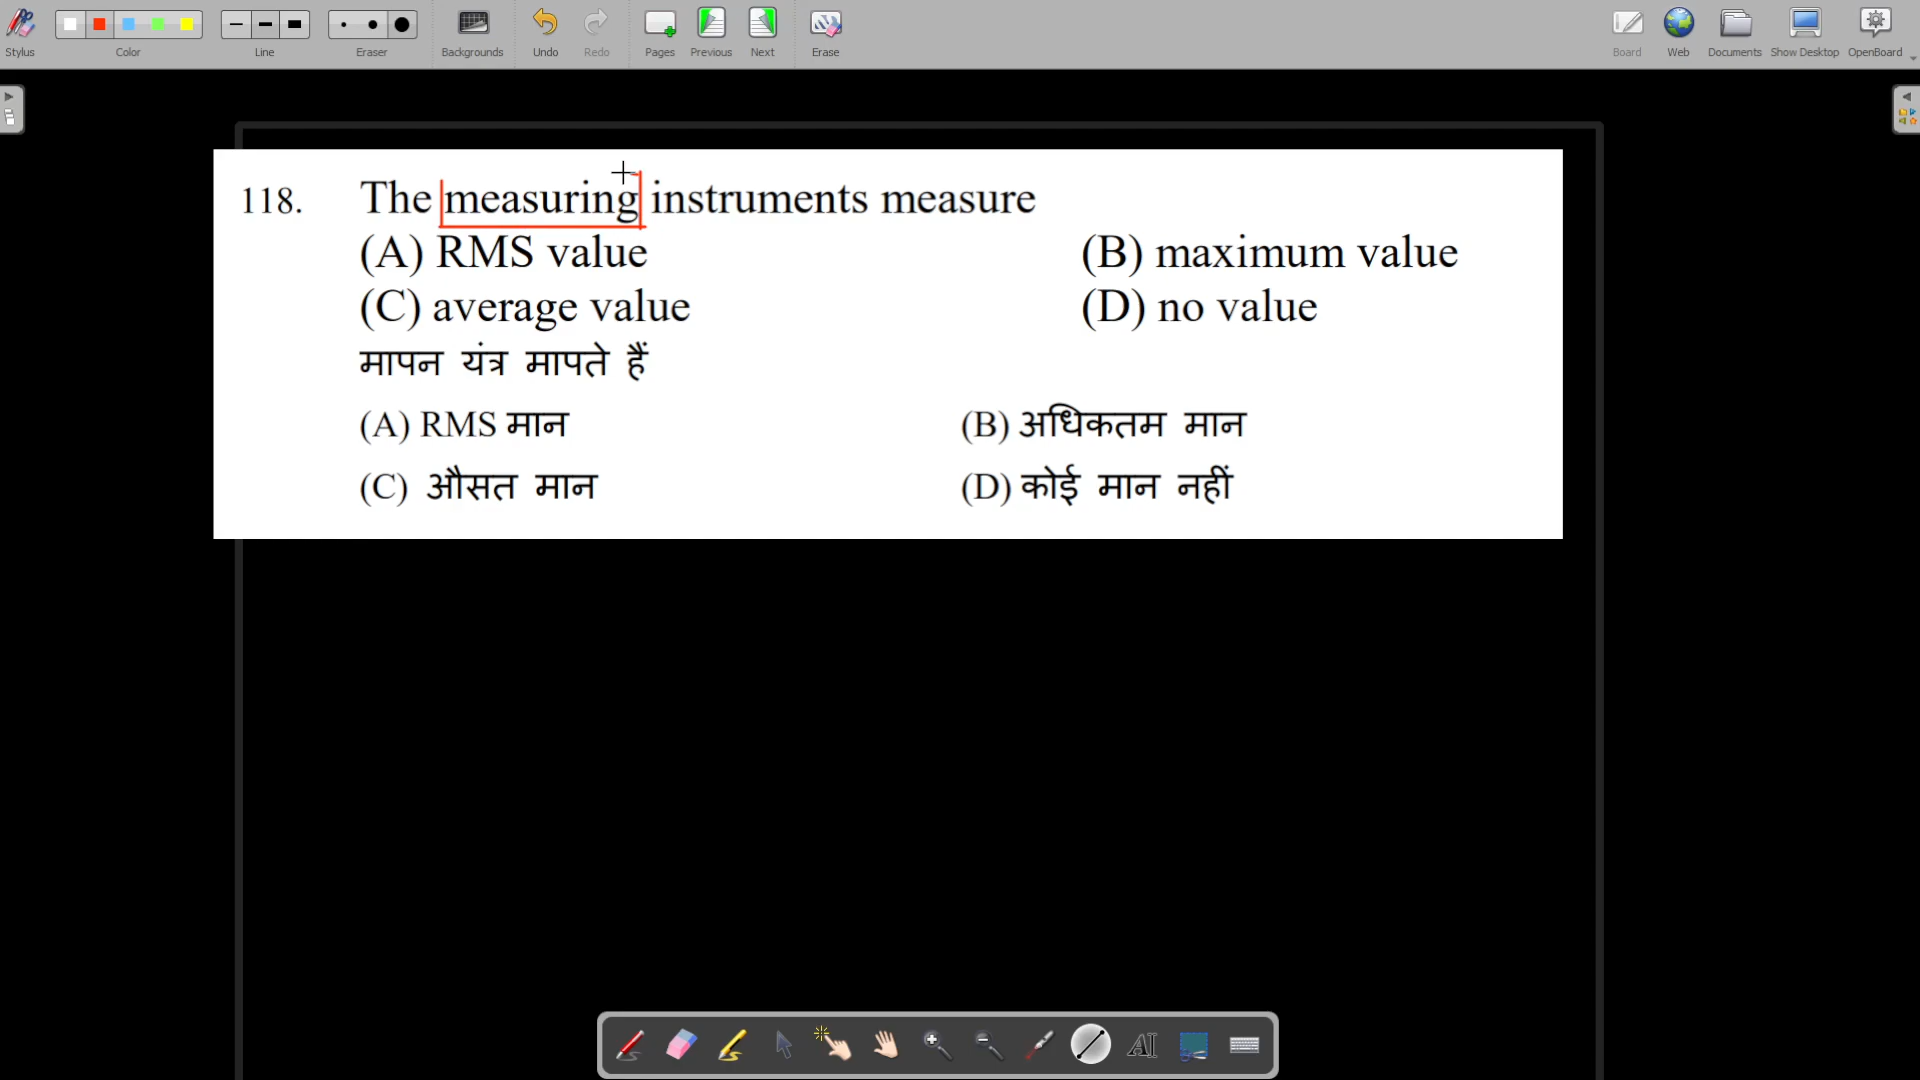 Stylus Color Line Eraser Backgrounds Undo Redo Pages Previous Next Erase Board Web Documents Show Desktop OpenBoard
118. The measuring instruments measure
(A) RMS value (B) maximum value
(C) average value (D) no value
मापन यंत्र मापते हैं
(A) RMS मान (B) अधिकतम मान
(C) औसत मान (D) कोई मान नहीं
AI